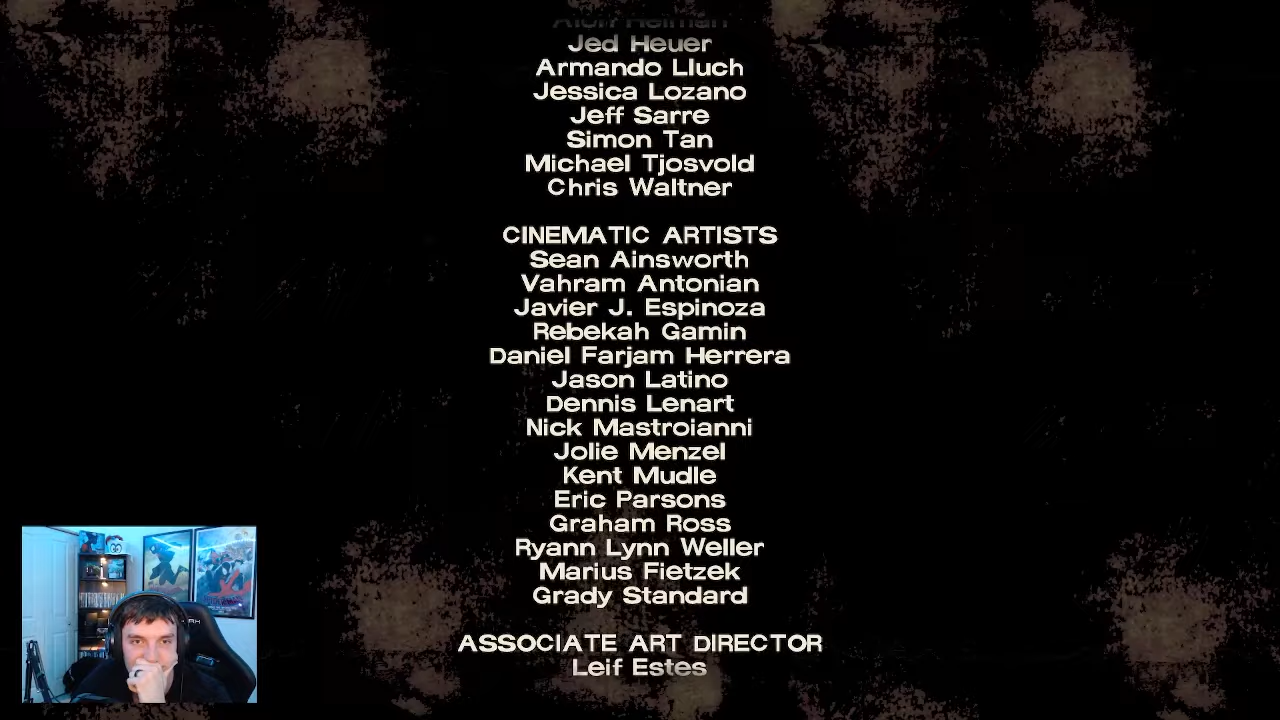 Jed Heuer
Armando Lluch
Jessica Lozano
Jeff Sarre
Simon Tan
Michael Tjosvold
Chris Waltner
CINEMATIC ARTISTS
Sean Ainsworth
Vahram Antonian
Javier J. Espinoza
Rebekah Gamin
Daniel Farjam Herrera
Jason Latino
Dennis Lenart
Nick Mastroianni
Jolie Menzel
Kent Mudle
Eric Parsons
Graham Ross
Ryann Lynn Weller
Marius Fietzek
Grady Standard
ASSOCIATE ART DIRECTOR
Leif Estes